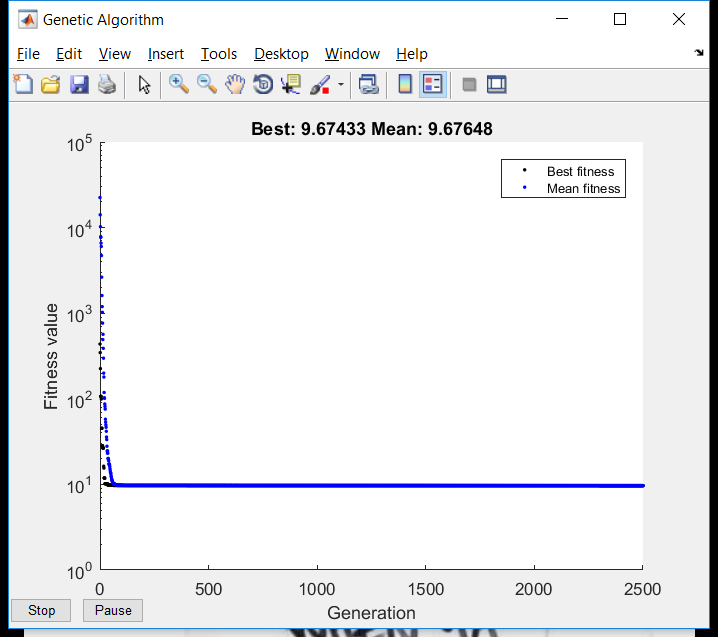 Genetic Algorithm
File Edit View Insert Tools Desktop Window Help
Best: 9.67433 Mean: 9.67648
10^5
Best fitness
Mean fitness
10^4
10^3
10^2
10^1
10^0
Fitness value
0 500 1000 1500 2000 2500
Generation
Stop Pause